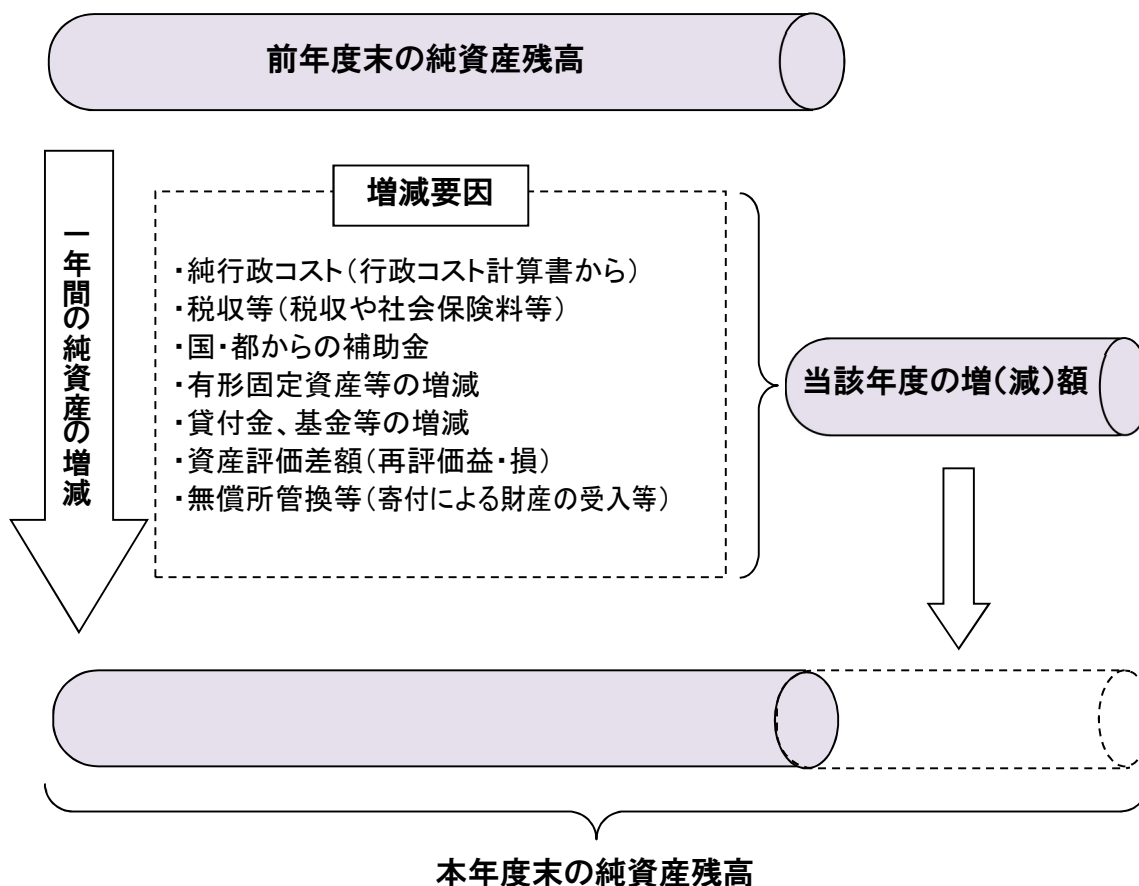 前年度末の純資産残高
一年間の純資産の増減
増減要因
・純行政コスト（行政コスト計算書から）
・税収等（税収や社会保険料等）
・国・都からの補助金
・有形固定資産等の増減
・貸付金、基金等の増減
・資産評価差額（再評価益・損）
・無償所管換等（寄付による財産の受入等）
当該年度の増（減）額
本年度末の純資産残高